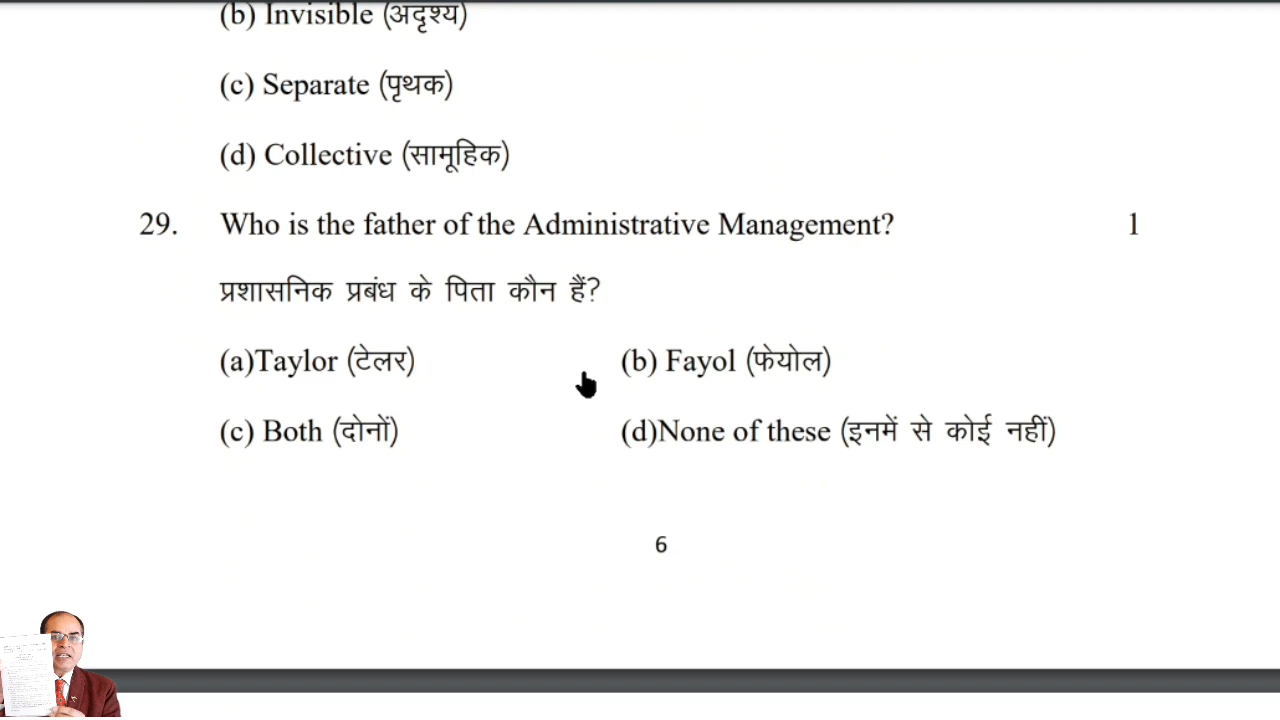 (b) Invisible (अदृश्य)
(c) Separate (पृथक)
(d) Collective (सामूहिक)
29. Who is the father of the Administrative Management? 1
प्रशासनिक प्रबंध के पिता कौन हैं?
(a)Taylor (टेलर) (b) Fayol (फेयोल)
(c) Both (दोनों) (d)None of these (इनमें से कोई नहीं)
6